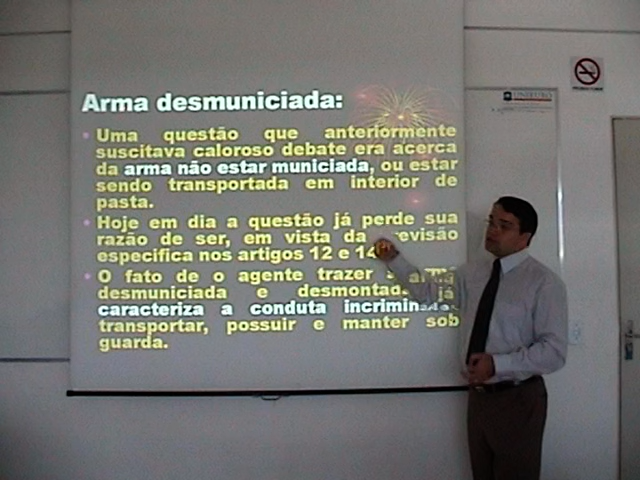 Arma desmuniciada:
Uma questão que anteriormente
suscitava caloroso debate era acerca
da arma não estar municiada, ou estar
sendo transportada em interior de
pasta.
Hoje em dia a questão já perde sua
razão de ser, em vista da
especifica nos artigos 12 e 14
O fato de o agente trazer
desmuniciada e já
caracteriza a conduta
transportar, possuir e manter sob
guarda.